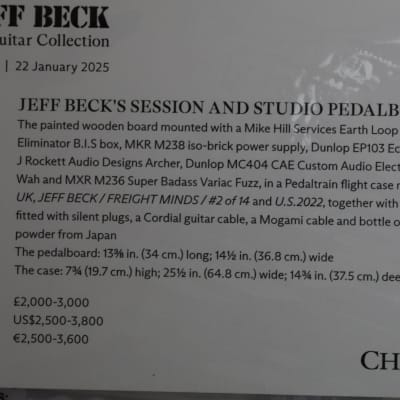 FF BECK
uitar Collection
| 22 January 2025
JEFF BECK'S SESSION AND STUDIO PEDALB
The painted wooden board mounted with a Mike Hill Services Earth Loop
Eliminator B.I.S box, MKR M238 iso-brick power supply, Dunlop EP103 Ec
J Rockett Audio Designs Archer, Dunlop MC404 CAE Custom Audio Elect
Wah and MXR M236 Super Badass Variac Fuzz, in a Pedaltrain flight case
UK, JEFF BECK / FREIGHT MINDS / #2 of 14 and U.S.2022, together with
fitted with silent plugs, a Cordial guitar cable, a Mogami cable and bottle o
powder from Japan
The pedalboard: 13⅜ in. (34 cm.) long; 14½ in. (36.8 cm.) wide
The case: 7¾ (19.7 cm.) high; 25½ in. (64.8 cm.) wide; 14¾ in. (37.5 cm.) dee
£2,000-3,000
US$2,500-3,800
€2,500-3,600
CH